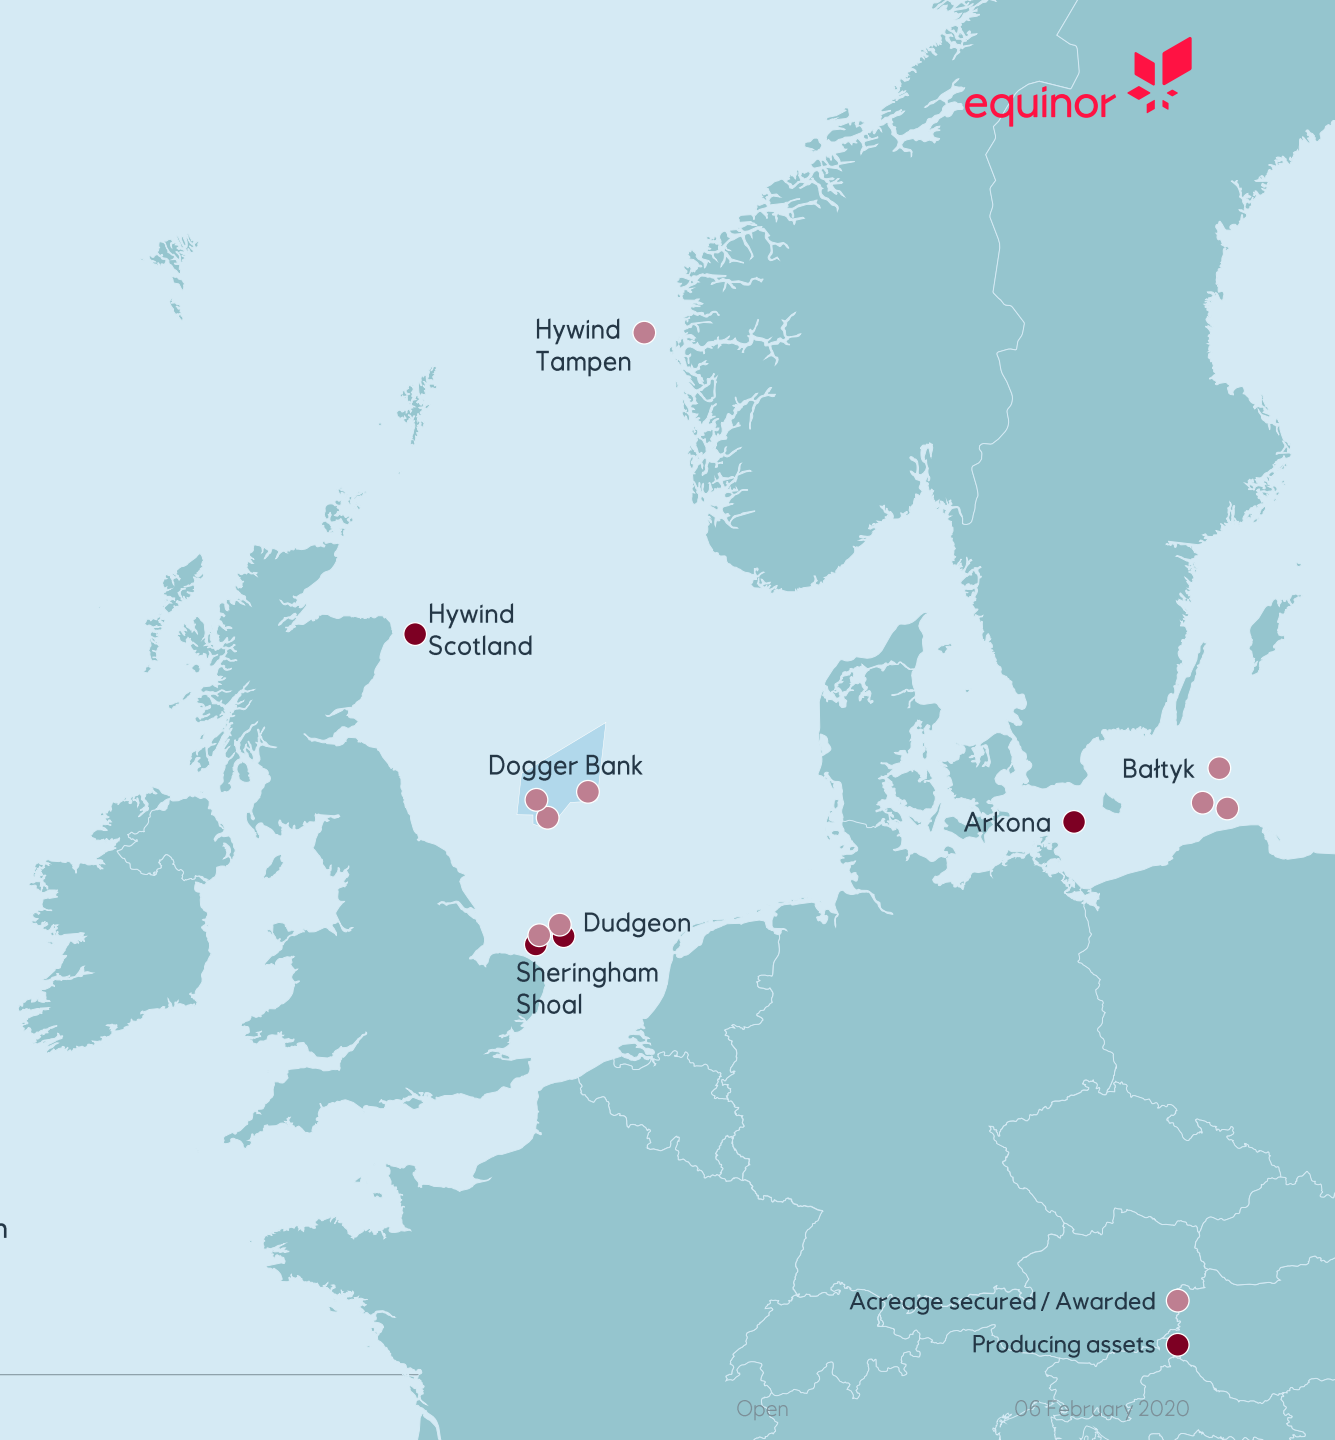 equinor
Hywind
Tampen
Hywind
Scotland
Dogger Bank
Bałtyk
Arkona
Dudgeon
Sheringham
Shoal
Acreage secured / Awarded
Producing assets
Open
06 February 2020